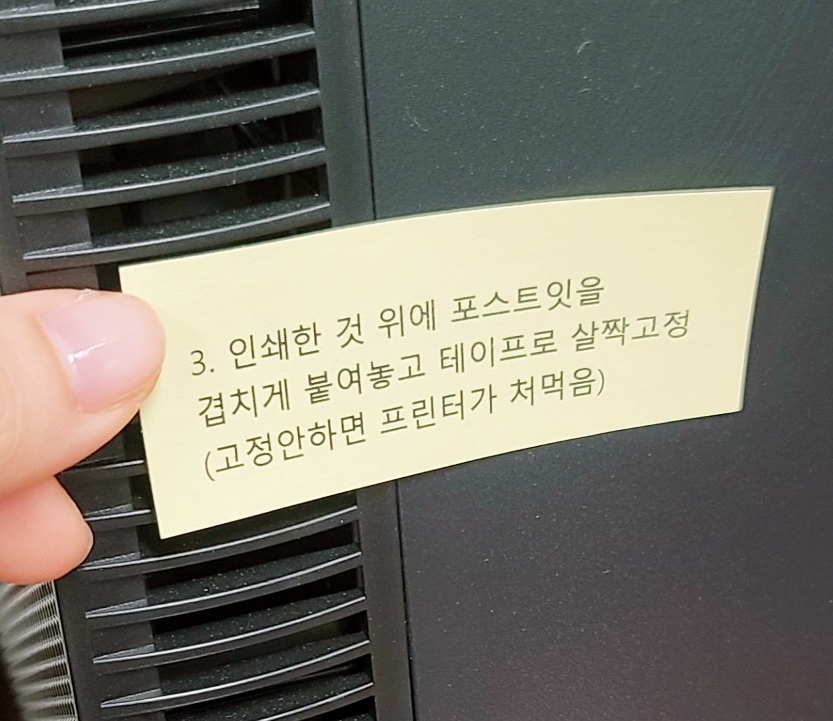 3. 인쇄한 것 위에 포스트잇을
겹치게 붙여놓고 테이프로 살짝고정
(고정안하면 프린터가 처먹음)